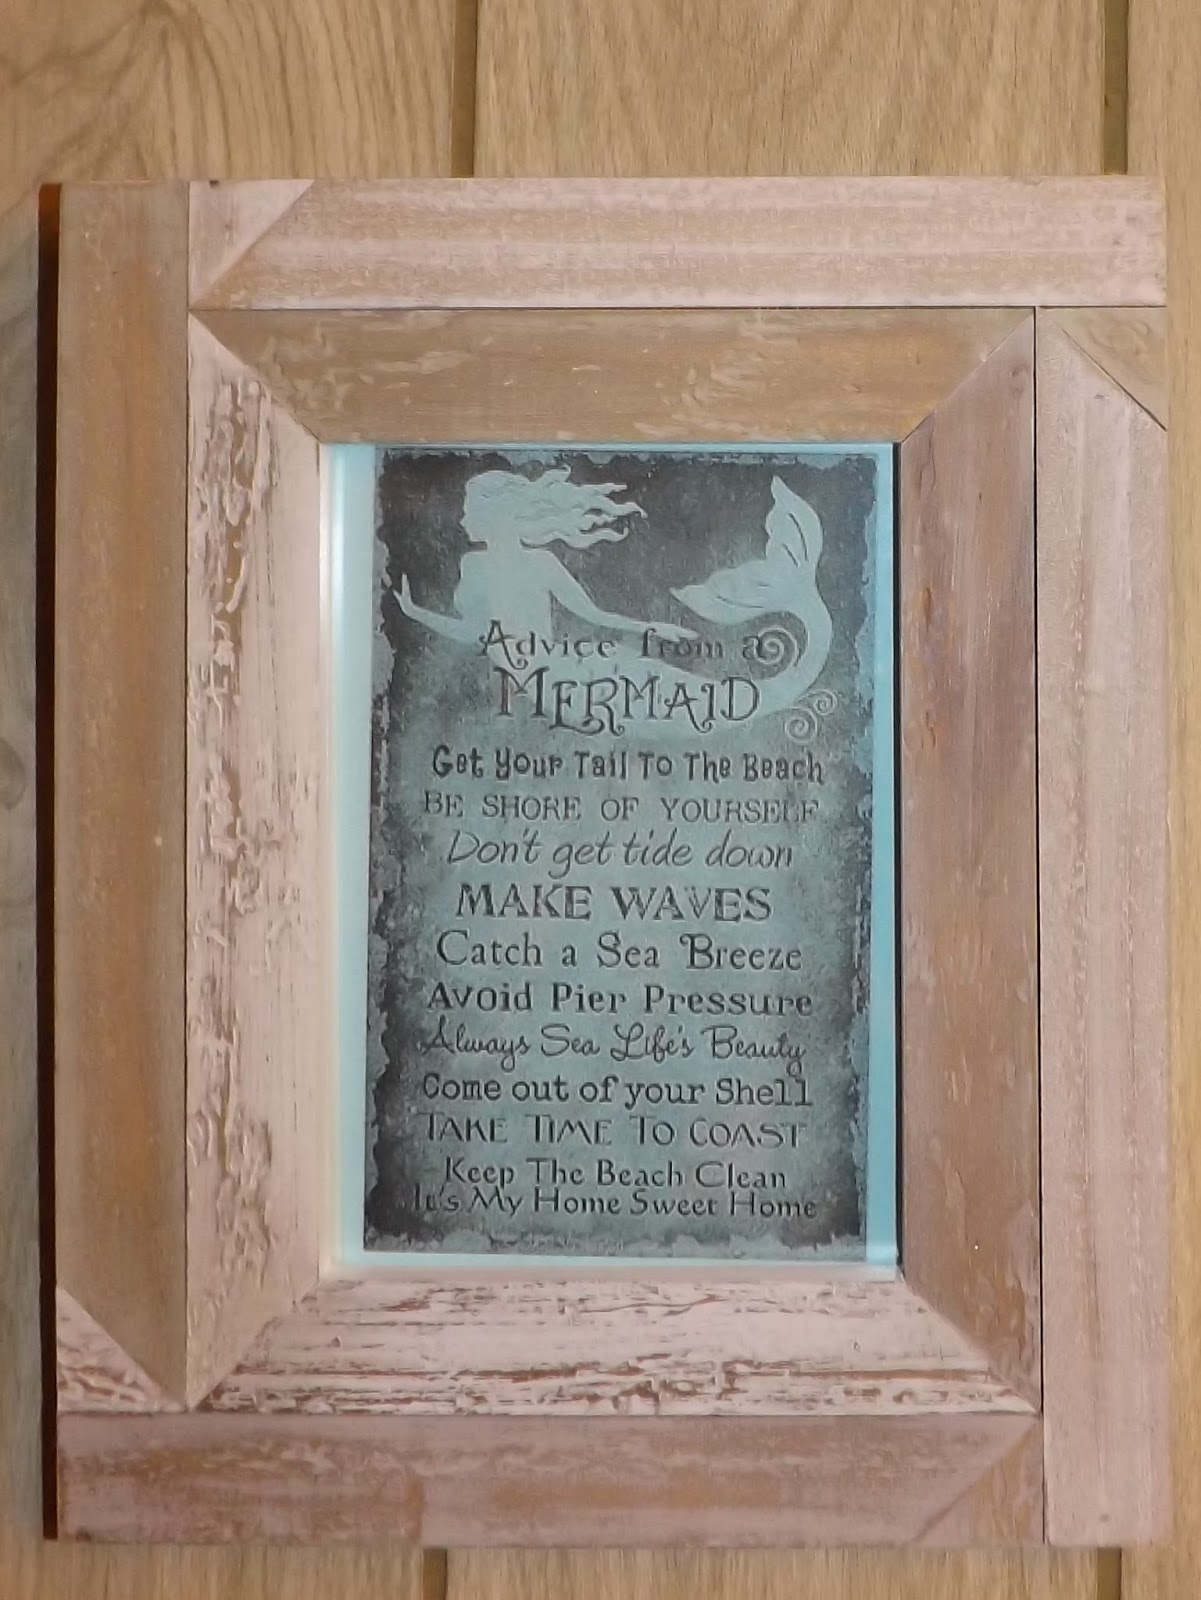 Advice from a
MERMAID
Get Your Tail To The Beach
BE SHORE OF YOURSELF
Don't get tide down
MAKE WAVES
Catch a Sea Breeze
Avoid Pier Pressure
Always Sea Life's Beauty
Come out of your Shell
TAKE TIME TO COAST
Keep The Beach Clean
It's My Home Sweet Home